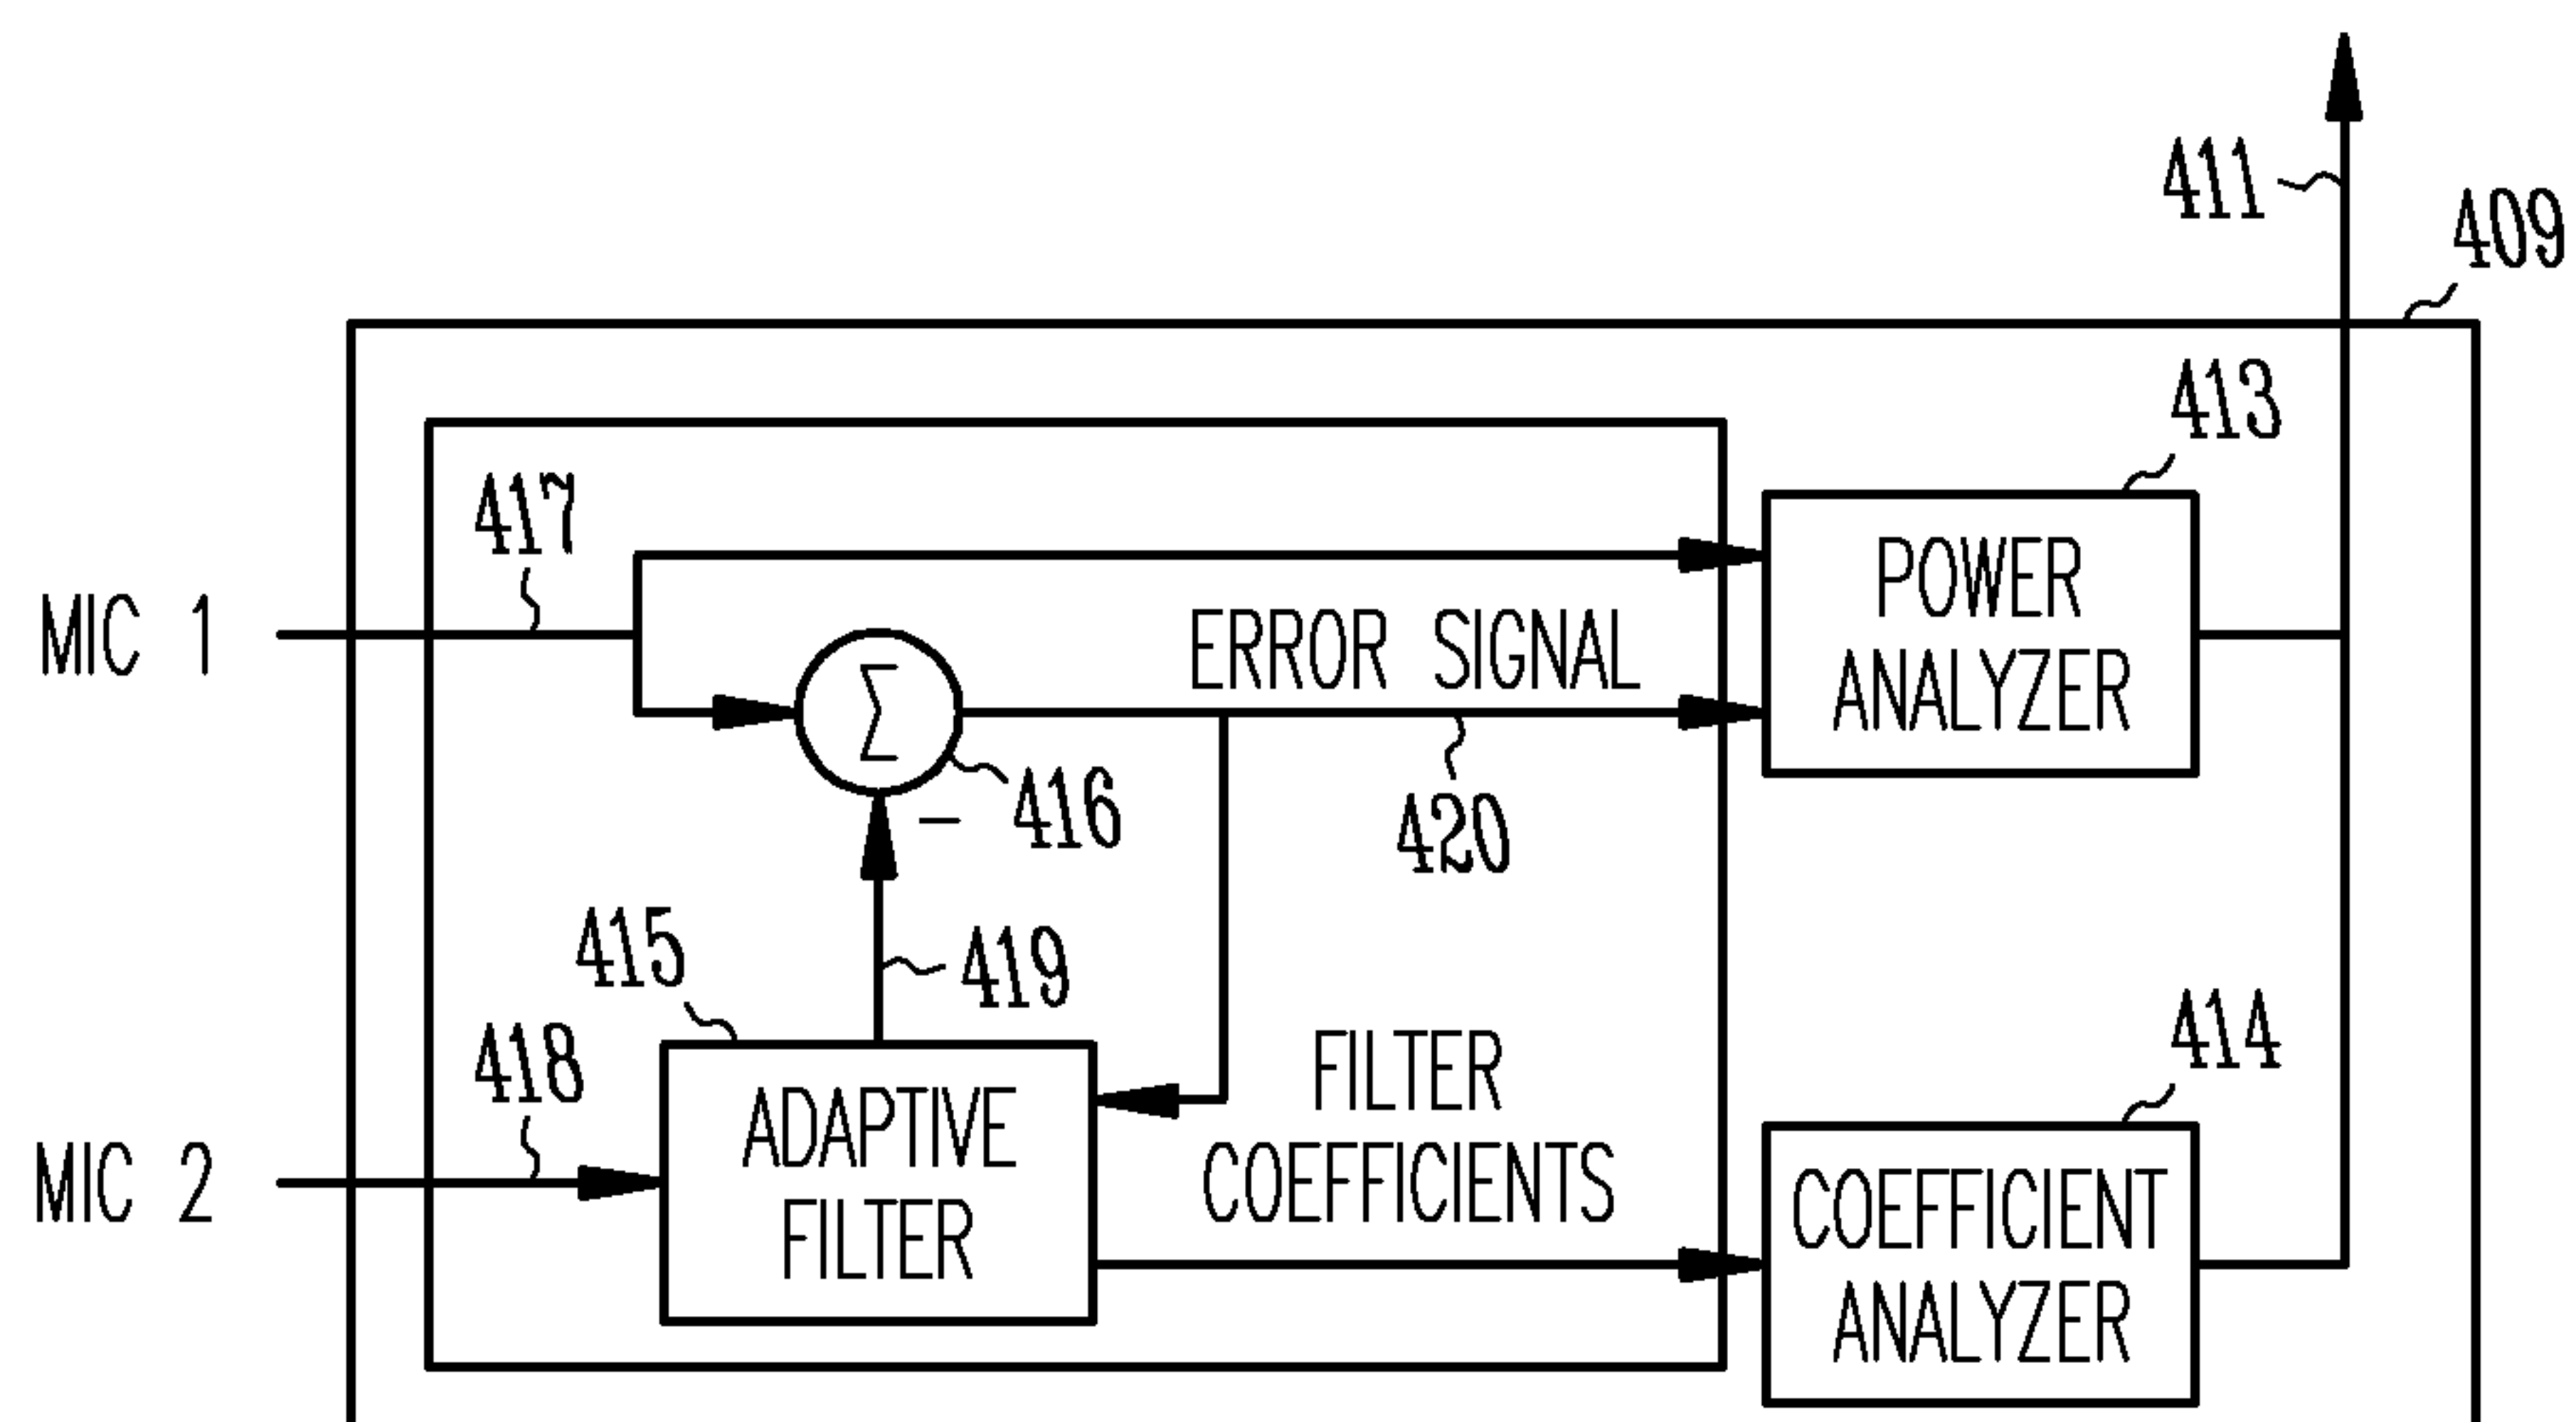 411
409
413
417
MIC 1
Σ
ERROR SIGNAL
POWER
ANALYZER
–
416
420
415
419
418
MIC 2
ADAPTIVE
FILTER
FILTER
COEFFICIENTS
414
COEFFICIENT
ANALYZER